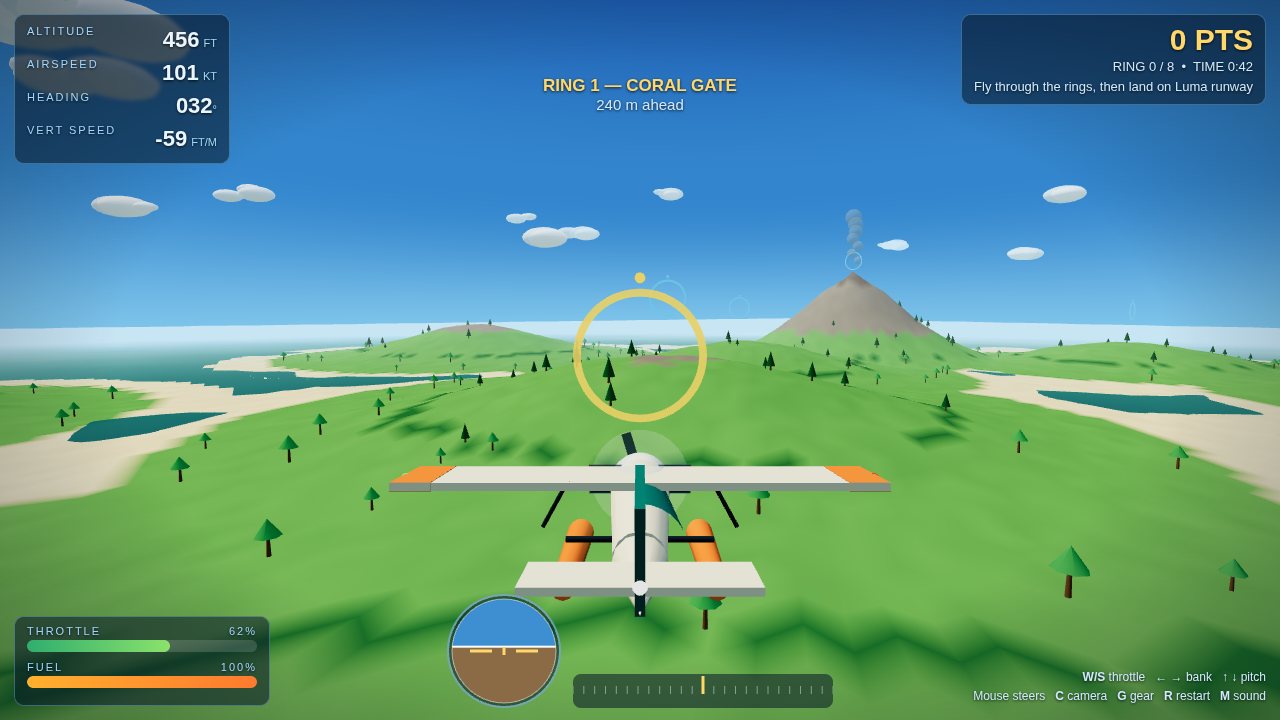 ALTITUDE 456 FT
AIRSPEED 101 KT
HEADING 032°
VERT SPEED -59 FT/M
RING 1 — CORAL GATE
240 m ahead
0 PTS
RING 0 / 8 • TIME 0:42
Fly through the rings, then land on Luma runway
THROTTLE 62%
FUEL 100%
W/S throttle ← → bank ↑ ↓ pitch
Mouse steers C camera G gear R restart M sound